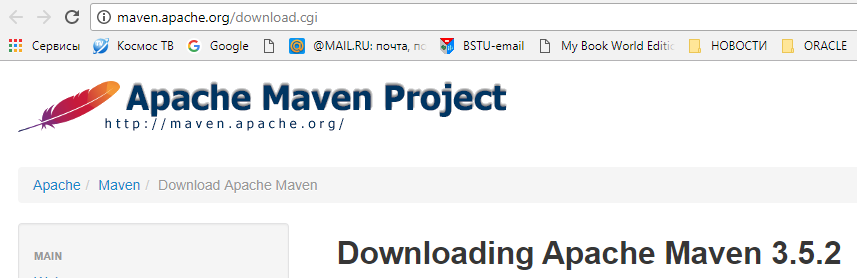 maven.apache.org/download.cgi
Сервисы Космос ТВ Google @MAIL.RU: почта, по BSTU-email My Book World Editio НОВОСТИ ORACLE
Apache Maven Project
http://maven.apache.org/
Apache / Maven / Download Apache Maven
MAIN
Downloading Apache Maven 3.5.2